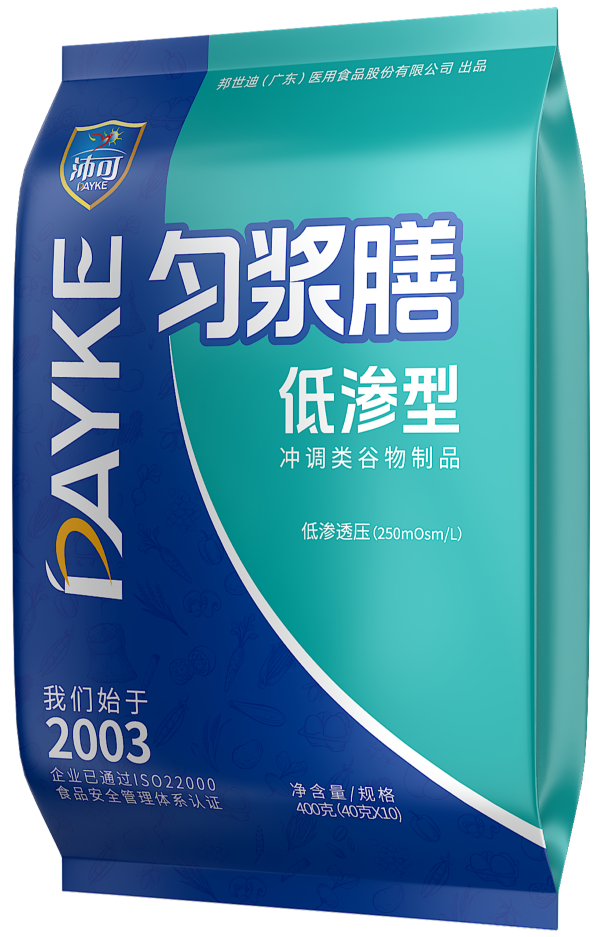 邦世迪（广东）医用食品股份有限公司 出品
沛可
PAYKE
PAYKE
匀浆膳
低渗型
冲调类谷物制品
低渗透压（250mOsm/L）
我们始于
2003
企业已通过ISO22000
食品安全管理体系认证
净含量/规格
400克(40克X10)